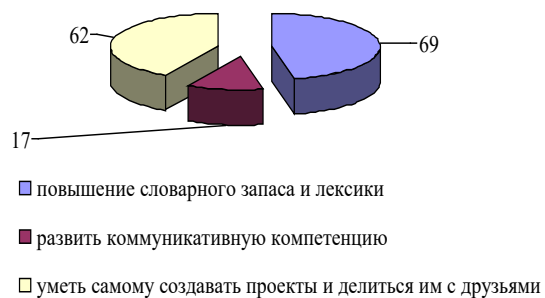 62
69
17
повышение словарного запаса и лексики
развить коммуникативную компетенцию
уметь самому создавать проекты и делиться им с друзьями